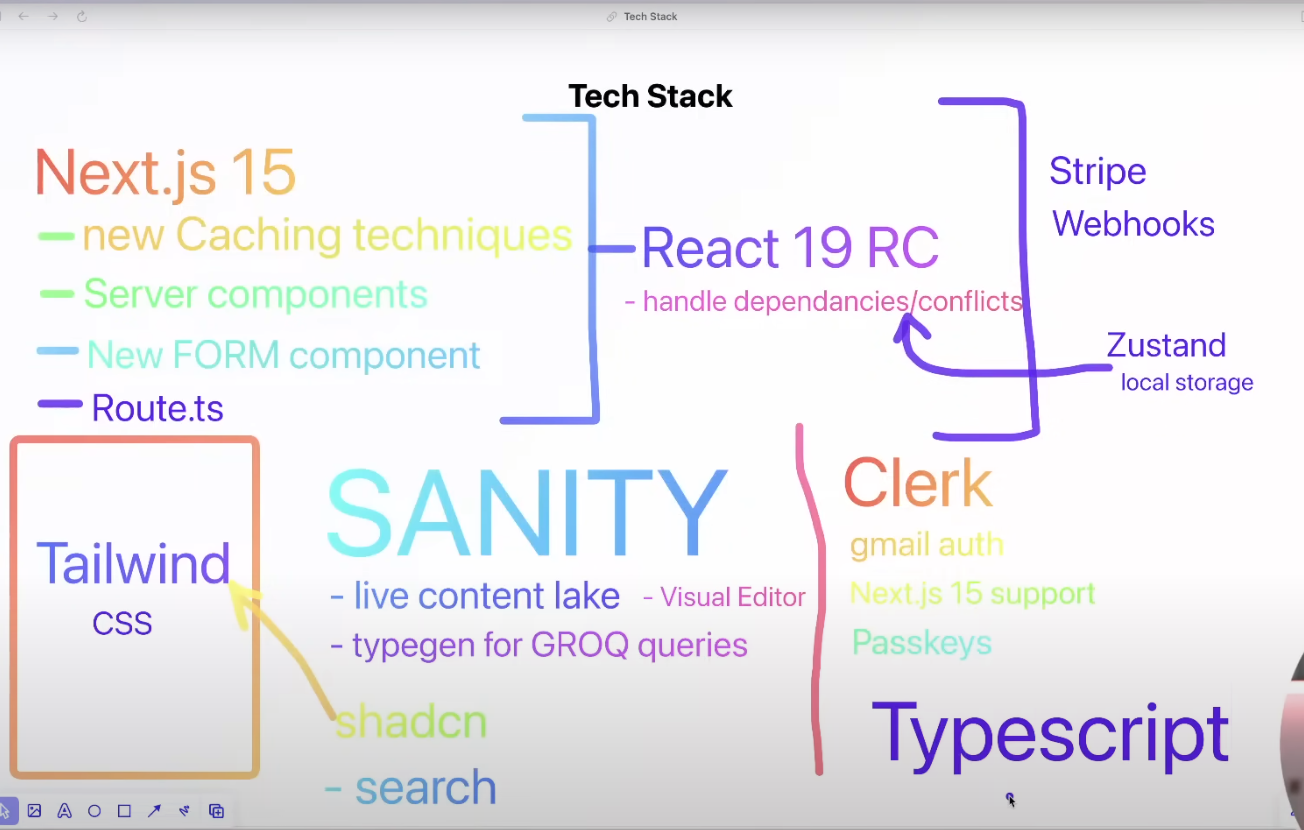 Tech Stack
Tech Stack
Next.js 15
new Caching techniques
Server components
New FORM component
Route.ts
React 19 RC
- handle dependancies/conflicts
Stripe
Webhooks
Zustand
local storage
Tailwind
CSS
SANITY
- live content lake
- Visual Editor
- typegen for GROQ queries
shadcn
- search
Clerk
gmail auth
Next.js 15 support
Passkeys
Typescript